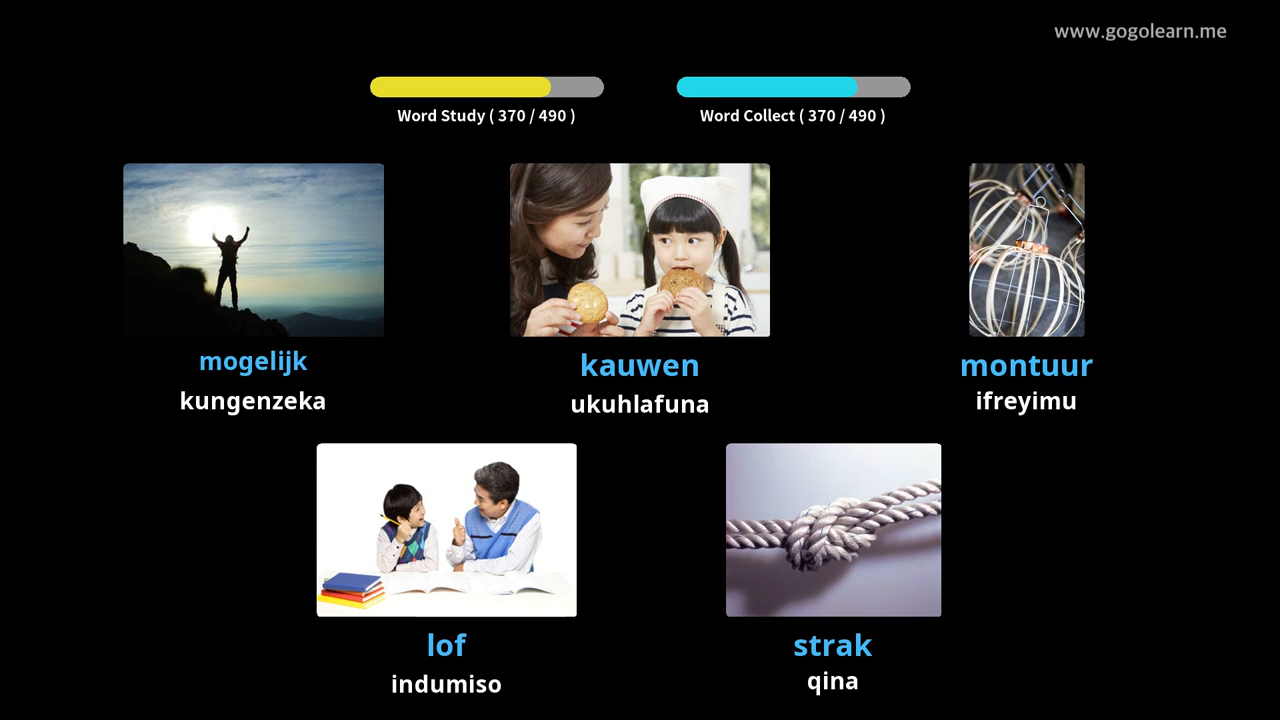 www.gogolearn.me
Word Study ( 370 / 490 )
Word Collect ( 370 / 490 )
mogelijk
kungenzeka
kauwen
ukuhlafuna
montuur
ifreyimu
lof
indumiso
strak
qina